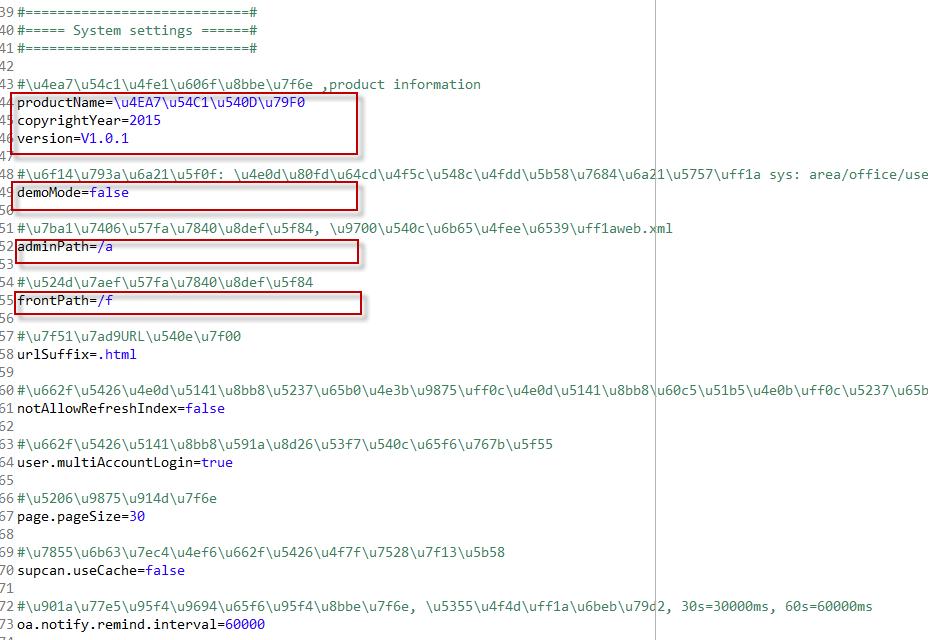 39 #============================#
40 #===== System settings ======#
41 #============================#
42
43 #\u4ea7\u54c1\u4fe1\u606f\u8bbe\u7f6e ,product information
44 productName=\u4EA7\u54C1\u540D\u79F0
45 copyrightYear=2015
46 version=V1.0.1
47
48 #\u6f14\u793a\u6a21\u5f0f: \u4e0d\u80fd\u64cd\u4f5c\u548c\u4fdd\u5b58\u7684\u6a21\u5757\uff1a sys: area/office/use
49 demoMode=false
50
51 #\u7ba1\u7406\u57fa\u7840\u8def\u5f84, \u9700\u540c\u6b65\u4fee\u6539\uff1aweb.xml
52 adminPath=/a
53
54 #\u524d\u7aef\u57fa\u7840\u8def\u5f84
55 frontPath=/f
56
57 #\u7f51\u7ad9URL\u540e\u7f00
58 urlSuffix=.html
59
60 #\u662f\u5426\u4e0d\u5141\u8bb8\u5237\u65b0\u4e3b\u9875\uff0c\u4e0d\u5141\u8bb8\u60c5\u51b5\u4e0b\uff0c\u5237\u65b
61 notAllowRefreshIndex=false
62
63 #\u662f\u5426\u5141\u8bb8\u591a\u8d26\u53f7\u540c\u65f6\u767b\u5f55
64 user.multiAccountLogin=true
65
66 #\u5206\u9875\u914d\u7f6e
67 page.pageSize=30
68
69 #\u7855\u6b63\u7ec4\u4ef6\u662f\u5426\u4f7f\u7528\u7f13\u5b58
70 supcan.useCache=false
71
72 #\u901a\u77e5\u95f4\u9694\u65f6\u95f4\u8bbe\u7f6e, \u5355\u4f4d\uff1a\u6beb\u79d2, 30s=30000ms, 60s=60000ms
73 oa.notify.remind.interval=60000